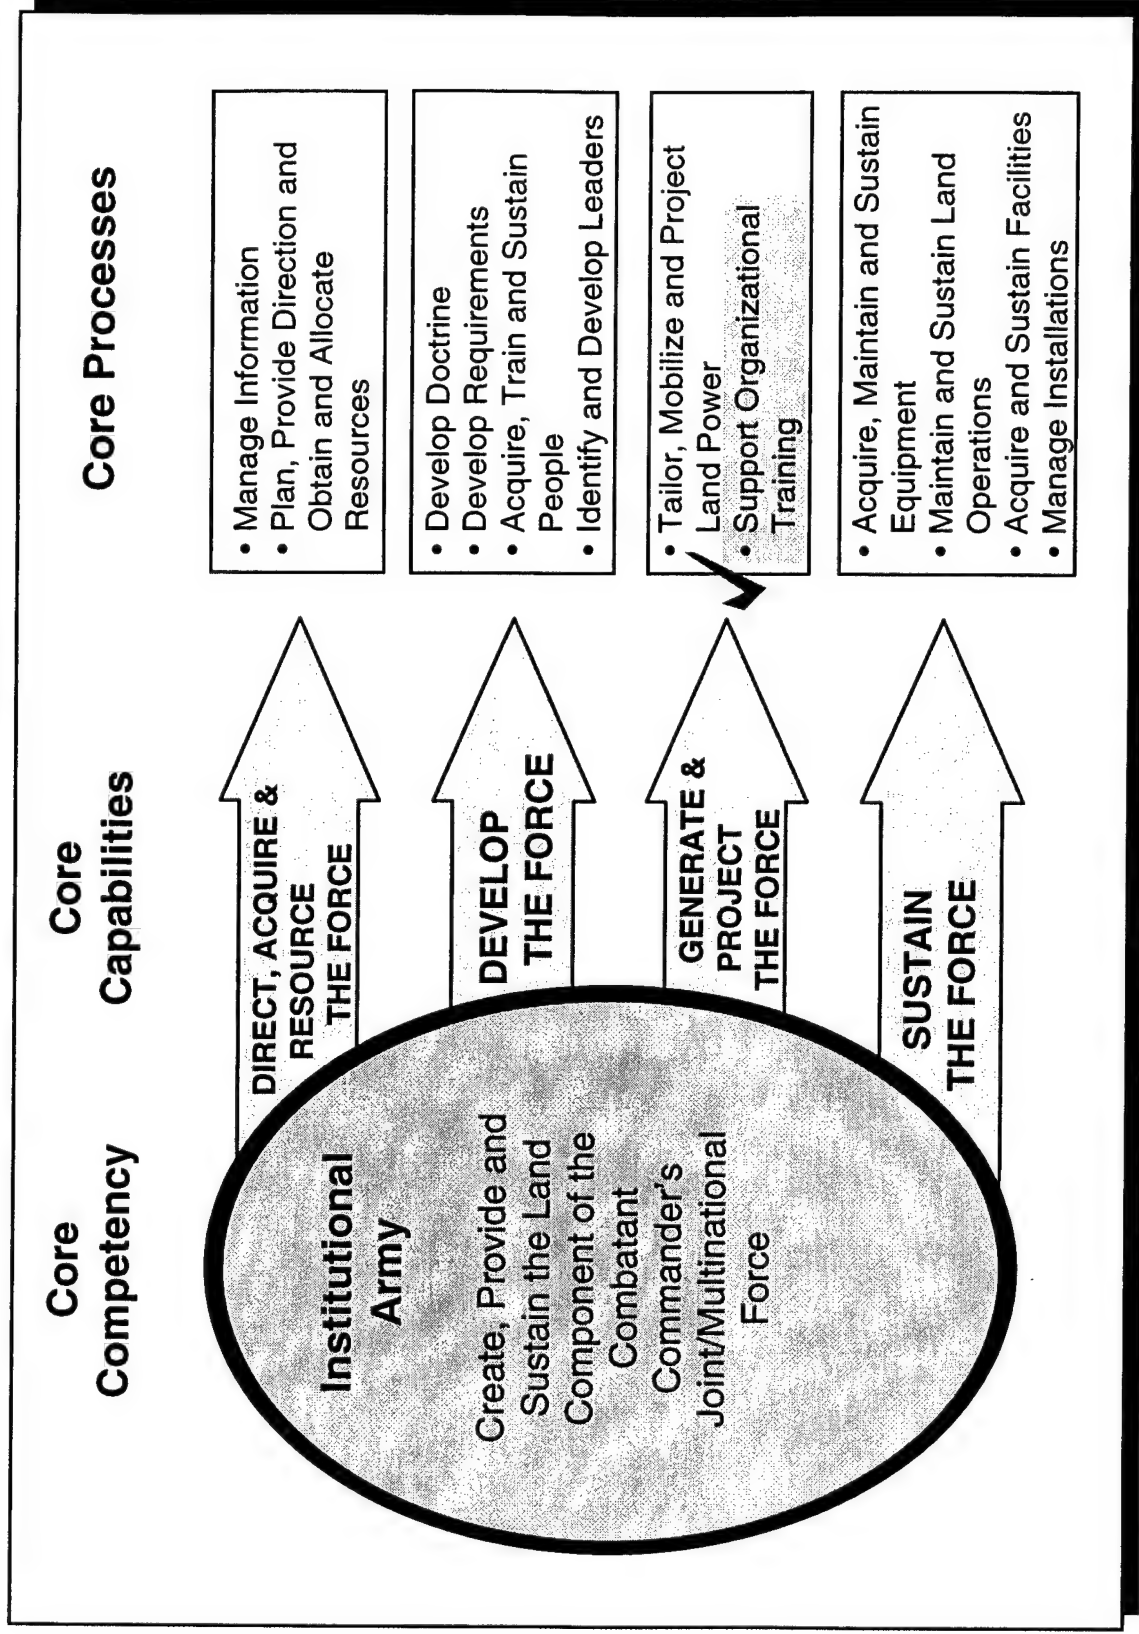 Core
Competency
Core
Capabilities
Core Processes
Institutional
Army
Create, Provide and
Sustain the Land
Component of the
Combatant
Commander's
Joint/Multinational
Force
DIRECT, ACQUIRE &
RESOURCE
THE FORCE
• Manage Information
• Plan, Provide Direction and
Obtain and Allocate
Resources
DEVELOP
THE FORCE
• Develop Doctrine
• Develop Requirements
• Acquire, Train and Sustain
People
• Identify and Develop Leaders
GENERATE &
PROJECT
THE FORCE
• Tailor, Mobilize and Project
Land Power
• Support Organizational
Training
SUSTAIN
THE FORCE
• Acquire, Maintain and Sustain
Equipment
• Maintain and Sustain Land
Operations
• Acquire and Sustain Facilities
• Manage Installations